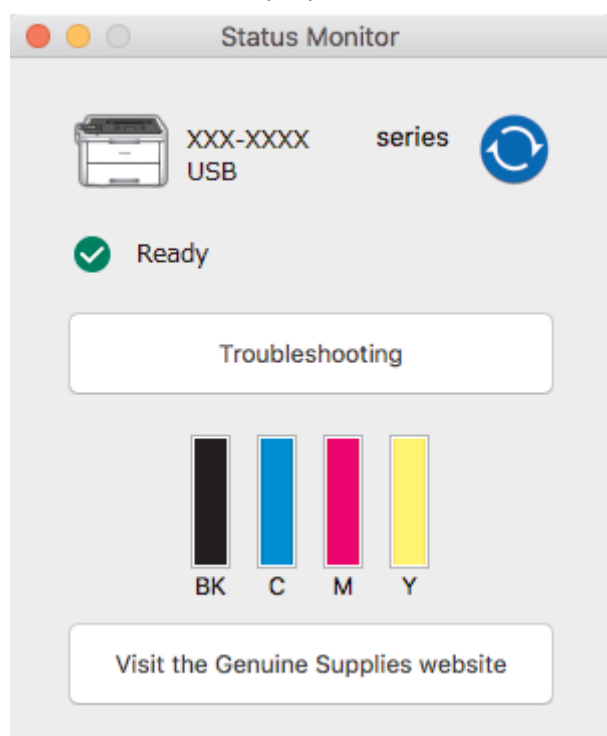 Status Monitor
XXX-XXXX series
USB
Ready
Troubleshooting
BK C M Y
Visit the Genuine Supplies website